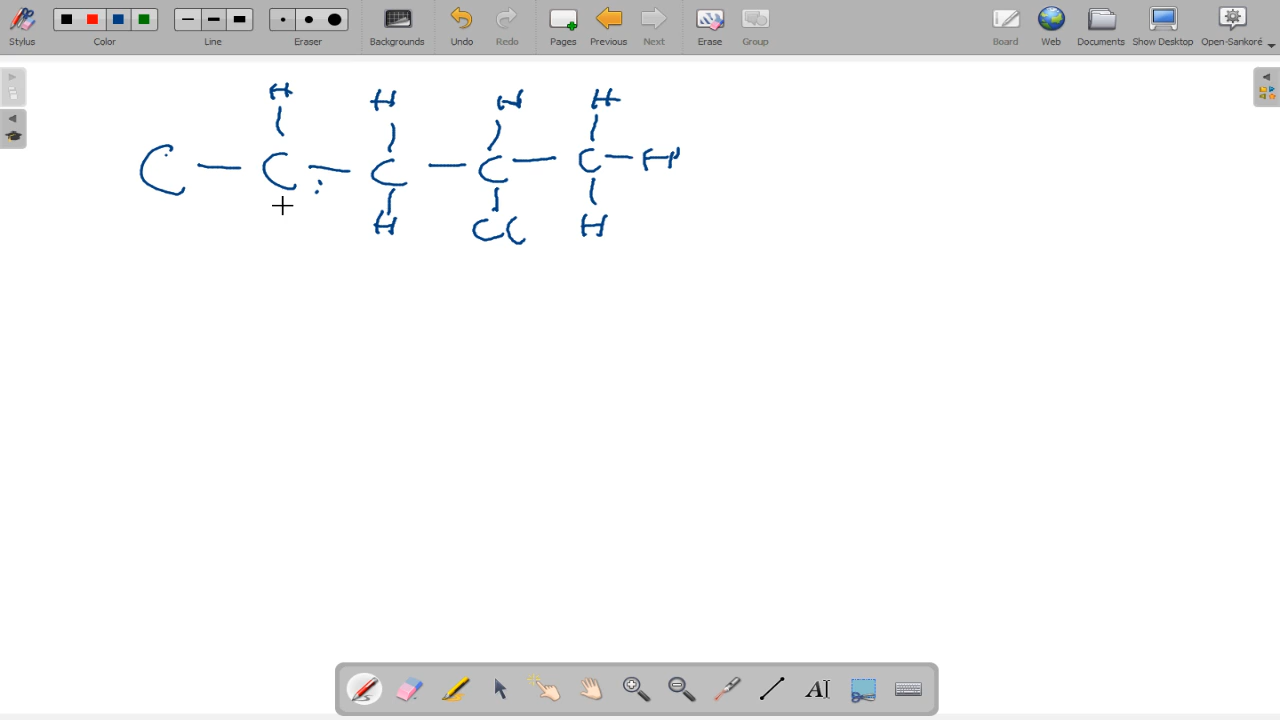 Stylus Color Line Eraser Backgrounds Undo Redo Pages Previous Next Erase Group Board Web Documents Show Desktop Open-Sankoré
H H H H
C — C — C — C — C — H
H Cl H
AI